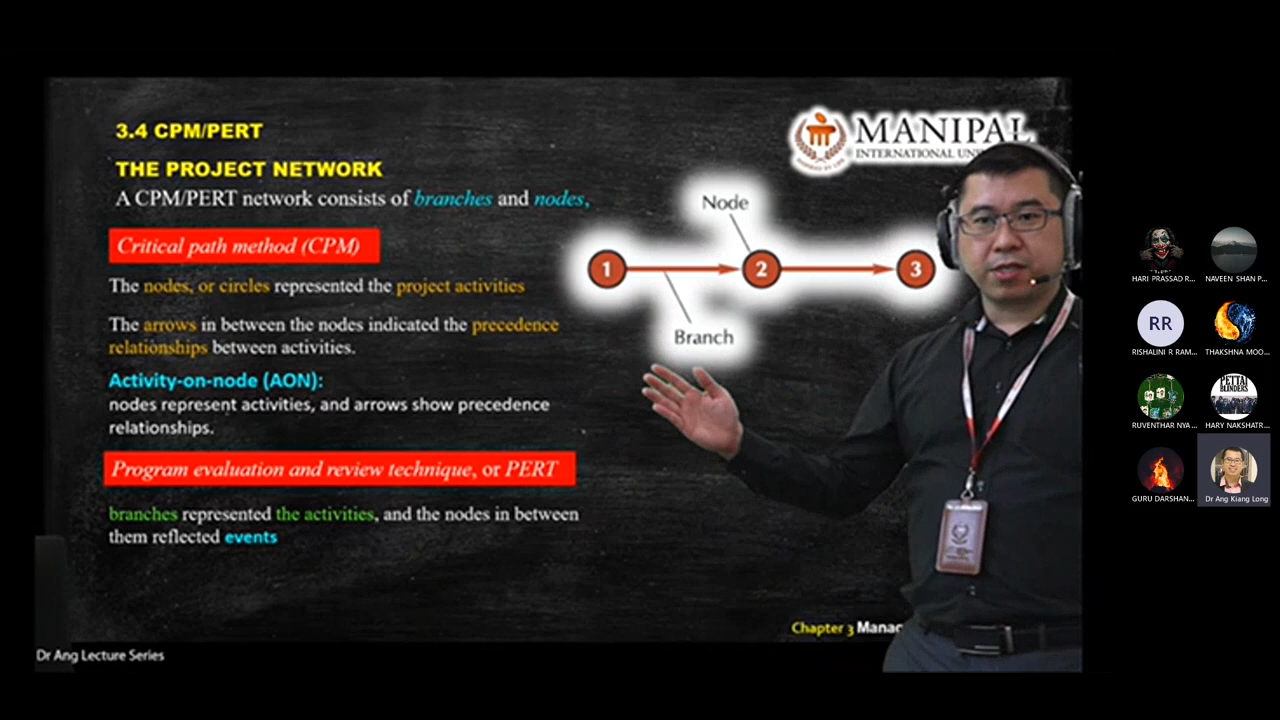 3.4 CPM/PERT
THE PROJECT NETWORK
A CPM/PERT network consists of branches and nodes,
Critical path method (CPM)
The nodes, or circles represented the project activities
The arrows in between the nodes indicated the precedence
relationships between activities.
Activity-on-node (AON):
nodes represent activities, and arrows show precedence
relationships.
Program evaluation and review technique, or PERT
branches represented the activities, and the nodes in between
them reflected events
MANIPAL
INTERNATIONAL UNI
Node
1
2
3
Branch
Chapter 3 Manac
Dr Ang Lecture Series
HARI PRASSAD R...
NAVEEN SHAN P...
RR
RISHALINI R RAM...
THAKSHNA MOO...
RUVENTHAR NYA...
PETTAI
BLINDERS
HARY NAKSHATR...
GURU DARSHAN...
Dr Ang Kiang Long